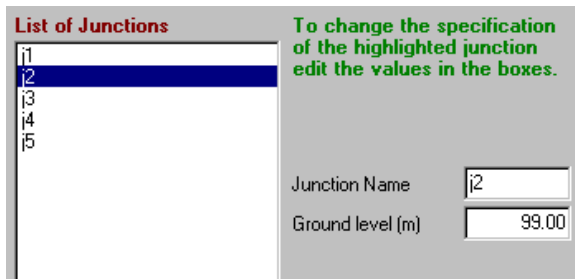 List of Junctions
j1
j2
j3
j4
j5
To change the specification
of the highlighted junction
edit the values in the boxes.
Junction Name j2
Ground level (m) 99.00